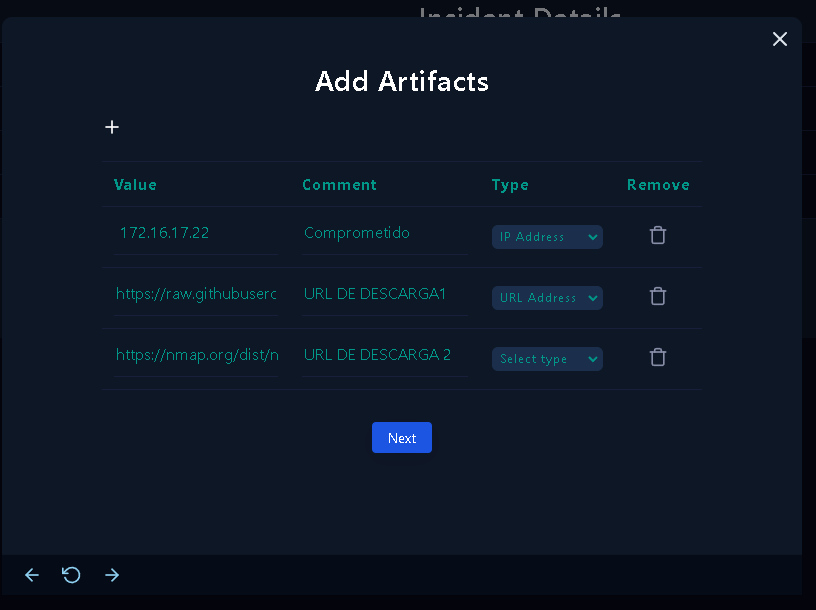 Incident Details
Add Artifacts
Value Comment Type Remove
172.16.17.22 Comprometido IP Address
https://raw.githubuserc URL DE DESCARGA1 URL Address
https://nmap.org/dist/n URL DE DESCARGA 2 Select type
Next